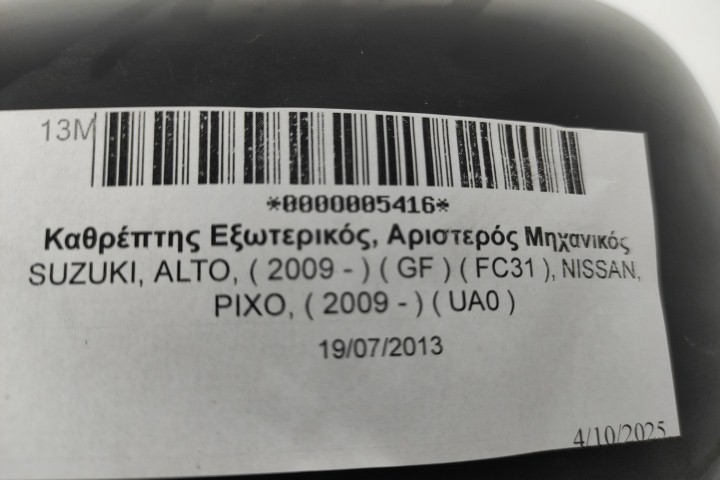 13M
*0000005416*
Καθρέπτης Εξωτερικός, Αριστερός Μηχανικός
SUZUKI, ALTO, ( 2009 - ) ( GF ) ( FC31 ), NISSAN,
PIXO, ( 2009 - ) ( UA0 )
19/07/2013
4/10/2025